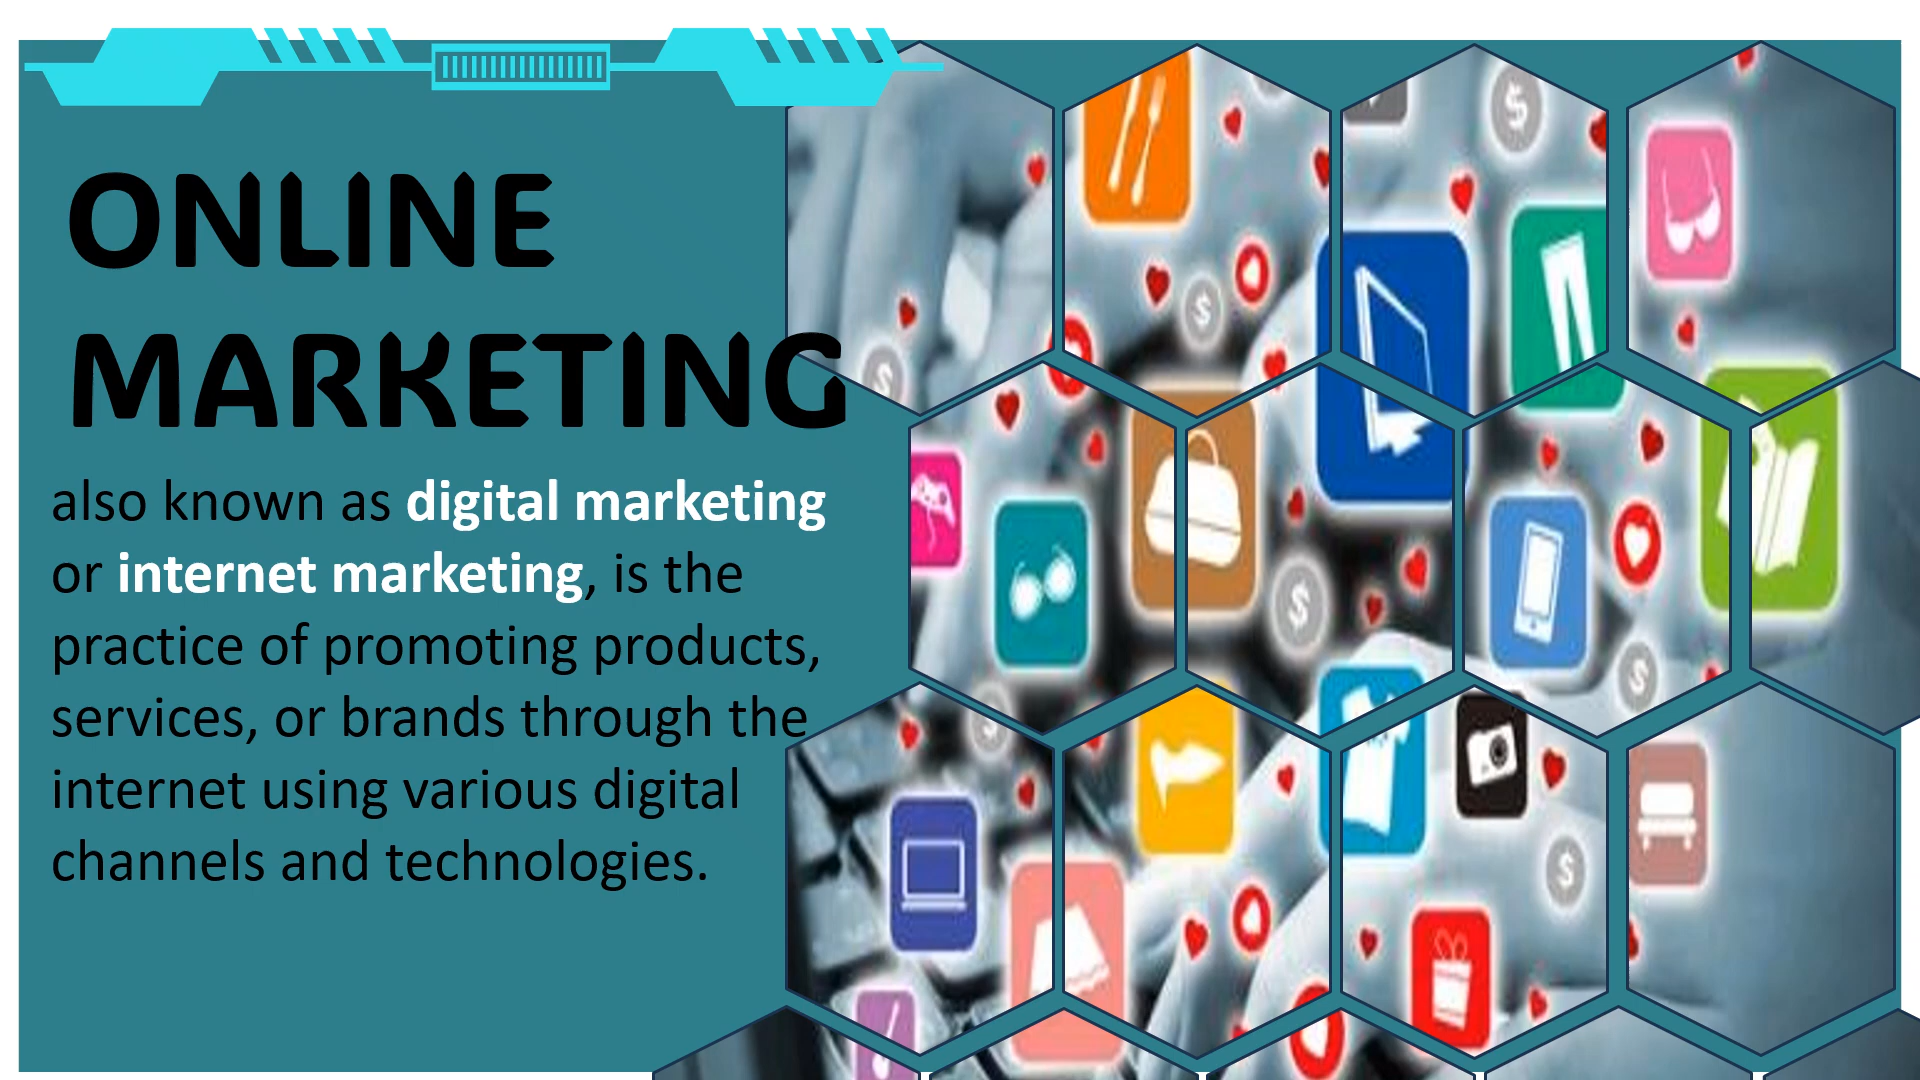 ONLINE
MARKETING
also known as digital marketing
or internet marketing, is the
practice of promoting products,
services, or brands through the
internet using various digital
channels and technologies.